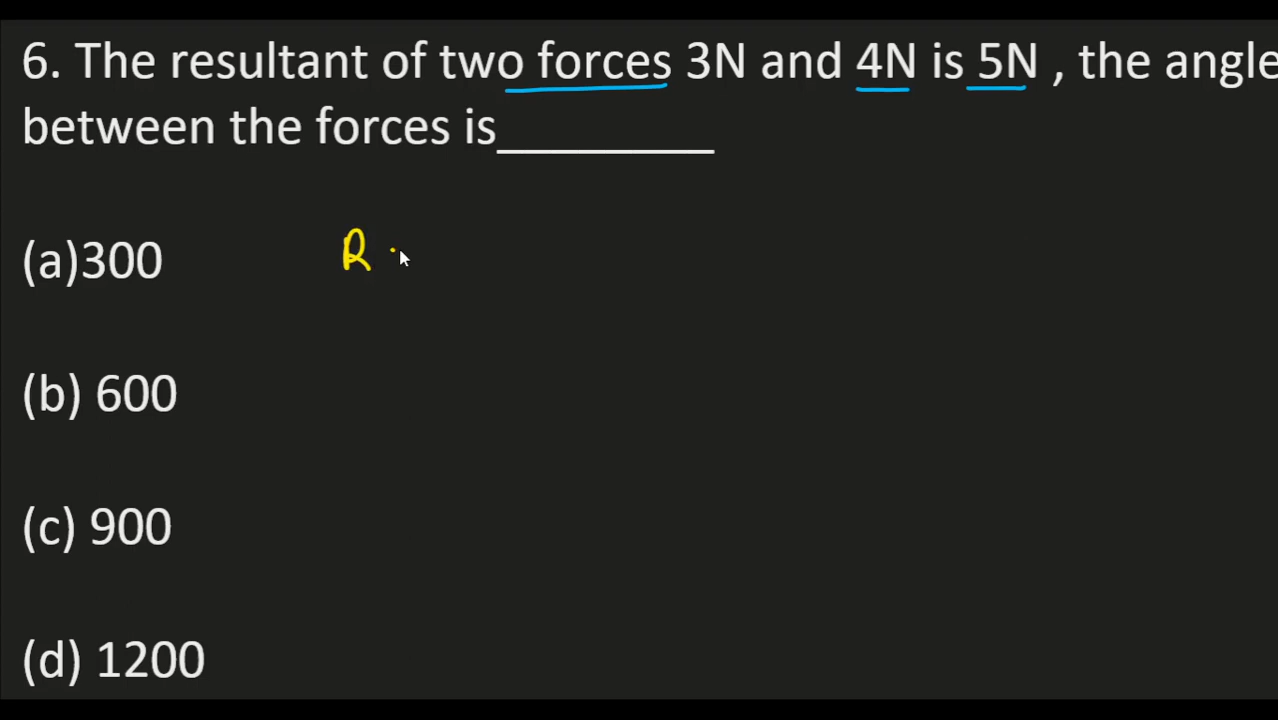 6. The resultant of two forces 3N and 4N is 5N , the angle
between the forces is_________
(a)300
R
(b) 600
(c) 900
(d) 1200